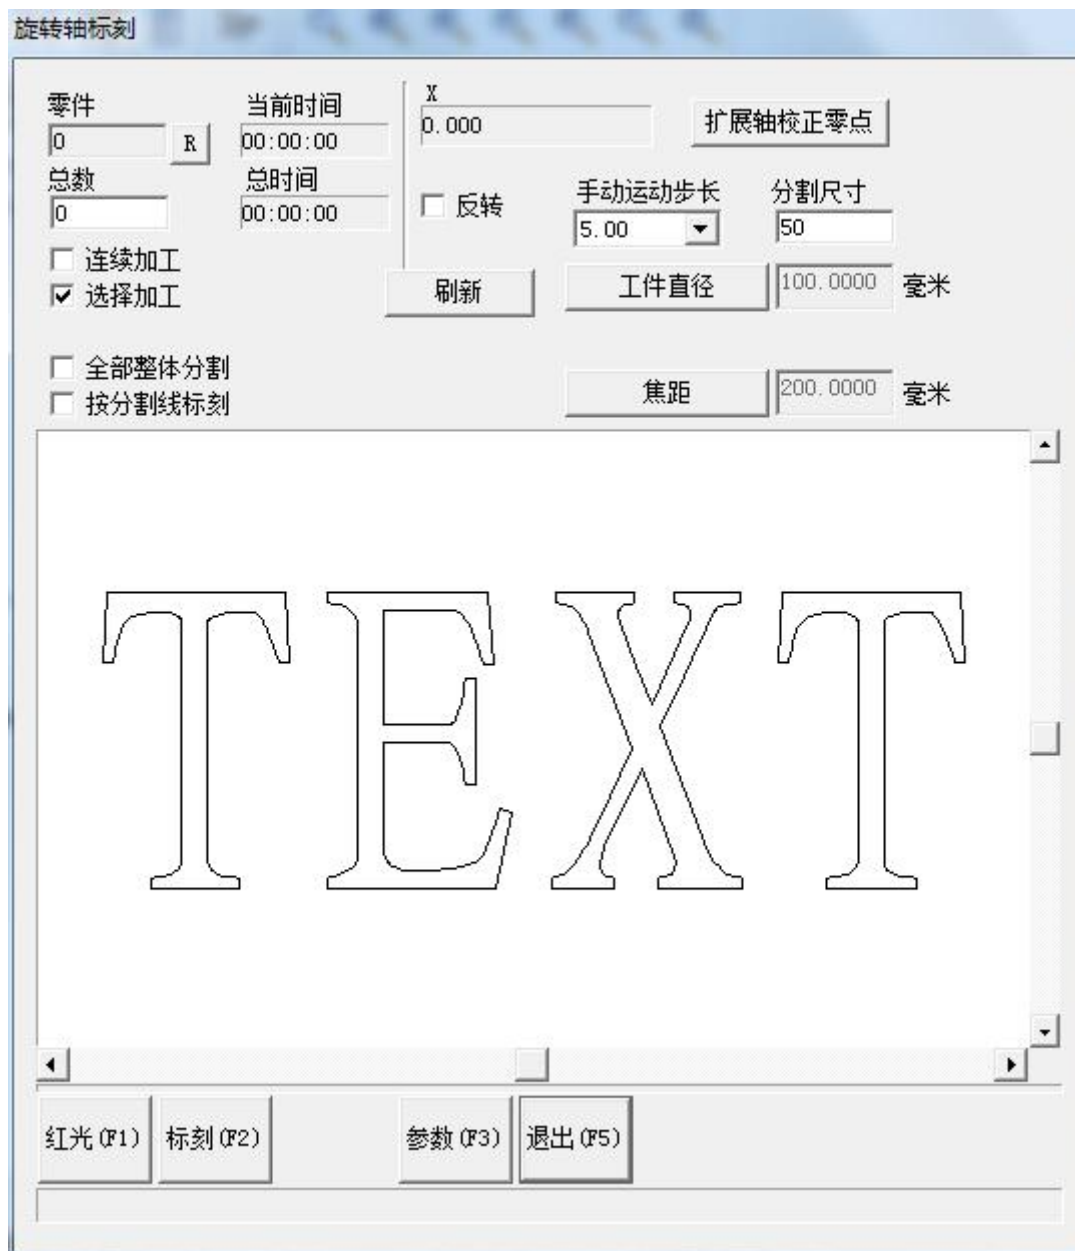 旋转轴标刻
零件 当前时间 X
0 R 00:00:00 0.000 扩展轴校正零点
总数 总时间 手动运动步长 分割尺寸
0 00:00:00 反转 5.00 50
连续加工
选择加工 刷新 工件直径 100.0000 毫米
全部整体分割
按分割线标刻 焦距 200.0000 毫米
TEXT
红光(F1) 标刻(F2) 参数(F3) 退出(F5)